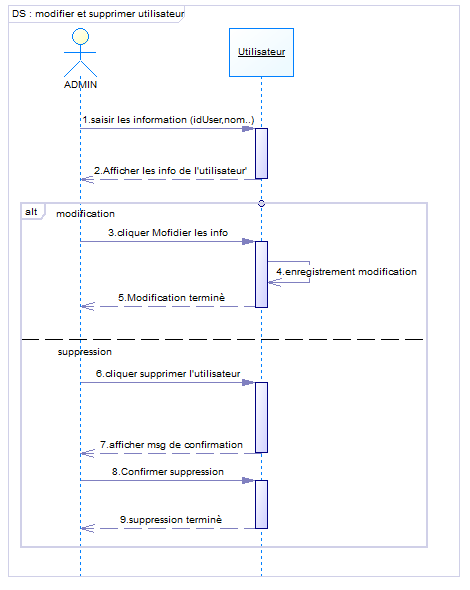 DS : modifier et supprimer utilisateur
Utilisateur
ADMIN
1.saisir les information (idUser,nom..)
2.Afficher les info de l'utilisateur'
alt
modification
3.cliquer Mofidier les info
4.enregistrement modification
5.Modification terminè
suppression
6.cliquer supprimer l'utilisateur
7.afficher msg de confirmation
8.Confirmer suppression
9.suppression terminè